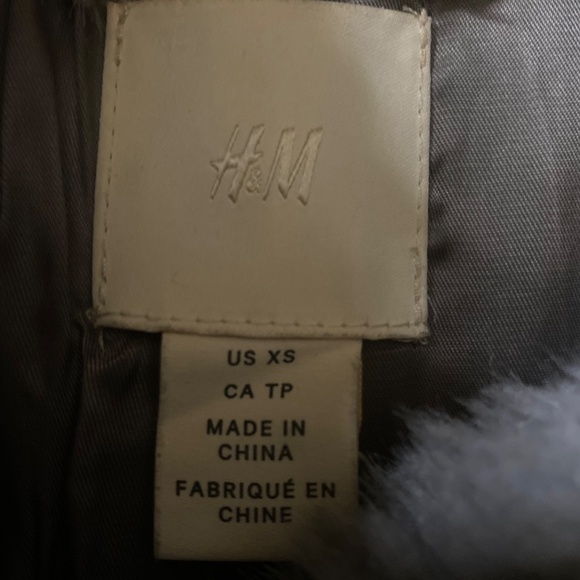 H&M
US XS
CA TP
MADE IN
CHINA
FABRIQUÉ EN
CHINE